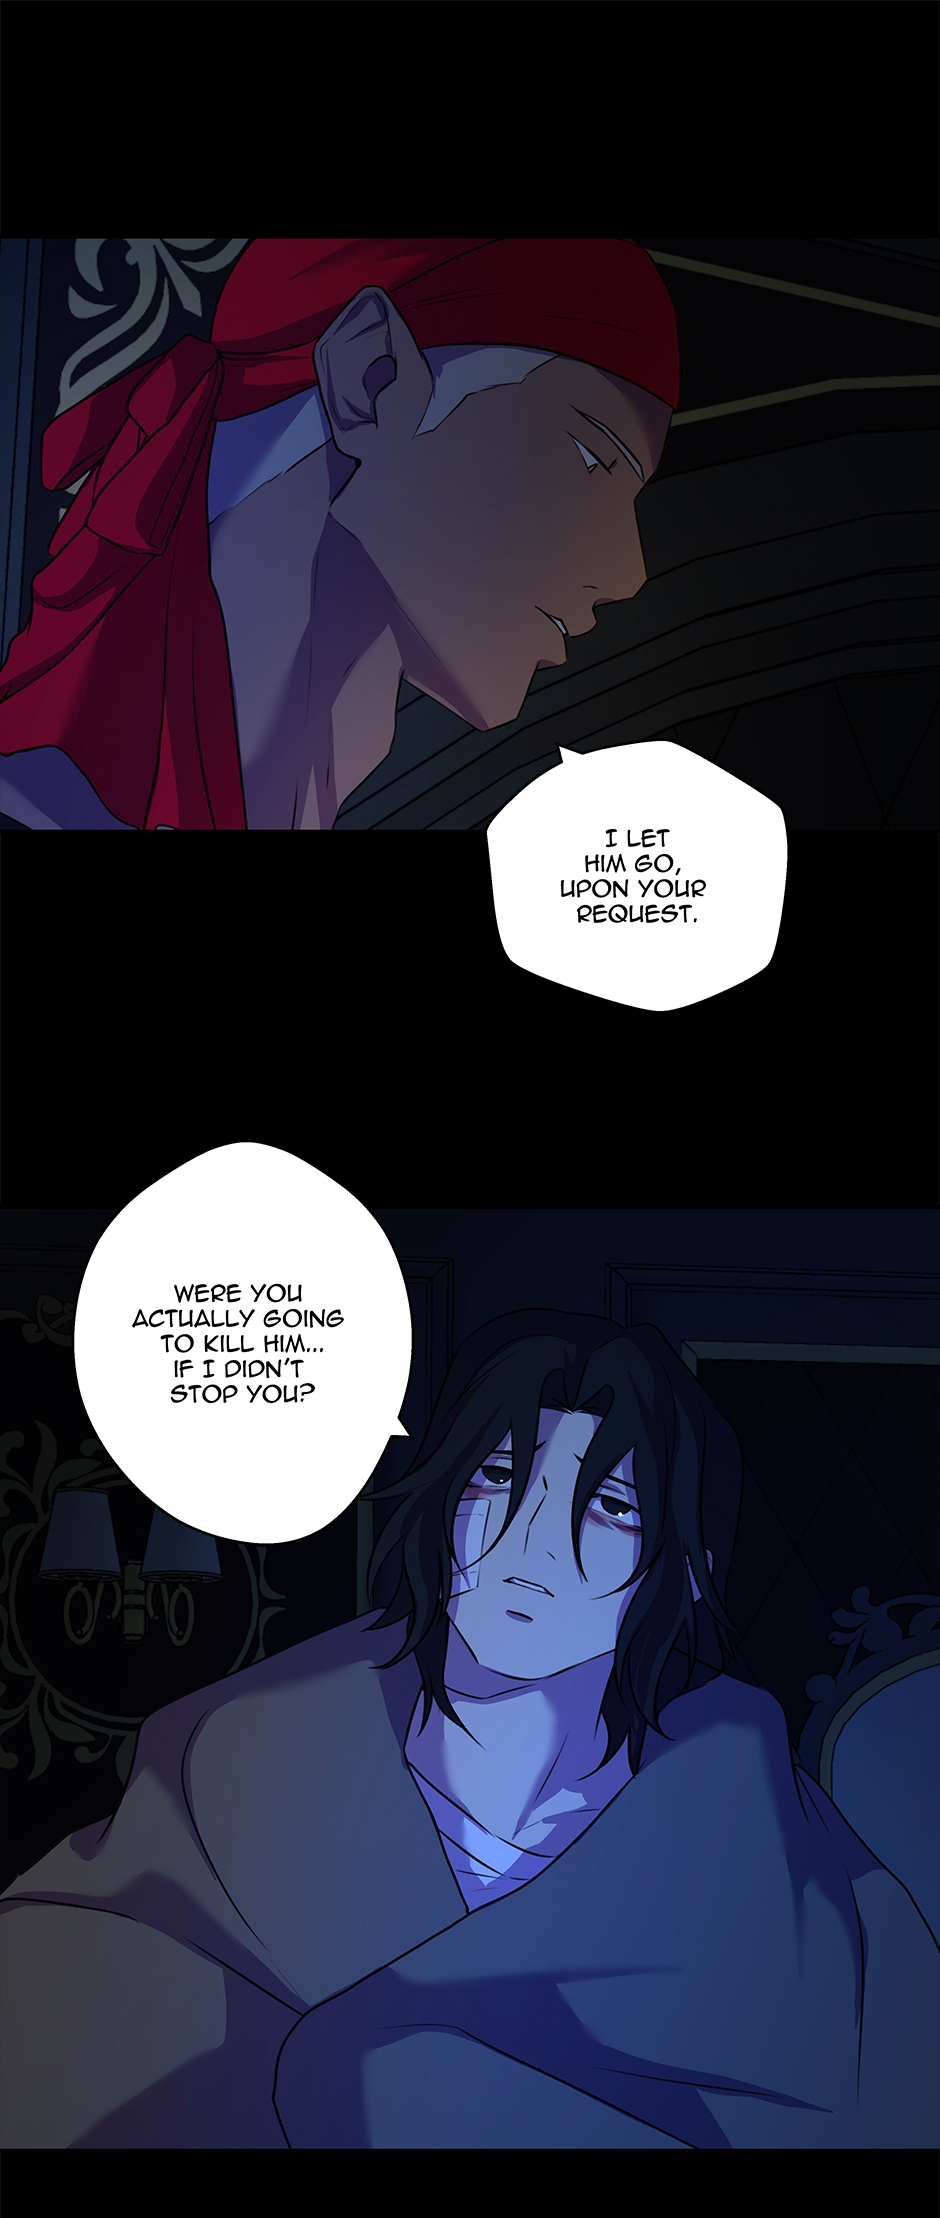 I LET
HIM GO,
UPON YOUR
REQUEST.
WERE YOU
ACTUALLY GOING
TO KILL HIM...
IF I DIDN'T
STOP YOU?